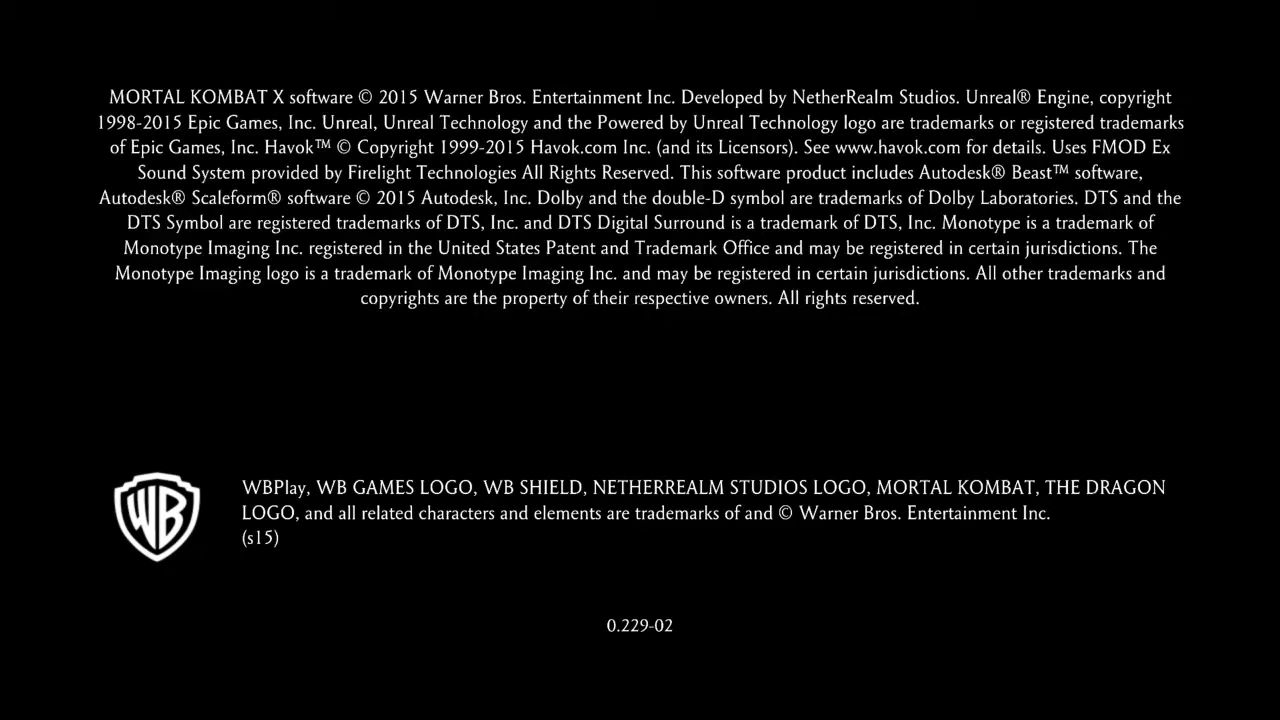 MORTAL KOMBAT X software © 2015 Warner Bros. Entertainment Inc. Developed by NetherRealm Studios. Unreal® Engine, copyright
1998-2015 Epic Games, Inc. Unreal, Unreal Technology and the Powered by Unreal Technology logo are trademarks or registered trademarks
of Epic Games, Inc. Havok™ © Copyright 1999-2015 Havok.com Inc. (and its Licensors). See www.havok.com for details. Uses FMOD Ex
Sound System provided by Firelight Technologies All Rights Reserved. This software product includes Autodesk® Beast™ software,
Autodesk® Scaleform® software © 2015 Autodesk, Inc. Dolby and the double-D symbol are trademarks of Dolby Laboratories. DTS and the
DTS Symbol are registered trademarks of DTS, Inc. and DTS Digital Surround is a trademark of DTS, Inc. Monotype is a trademark of
Monotype Imaging Inc. registered in the United States Patent and Trademark Office and may be registered in certain jurisdictions. The
Monotype Imaging logo is a trademark of Monotype Imaging Inc. and may be registered in certain jurisdictions. All other trademarks and
copyrights are the property of their respective owners. All rights reserved.
WB
WBPlay, WB GAMES LOGO, WB SHIELD, NETHERREALM STUDIOS LOGO, MORTAL KOMBAT, THE DRAGON
LOGO, and all related characters and elements are trademarks of and © Warner Bros. Entertainment Inc.
(s15)
0.229-02